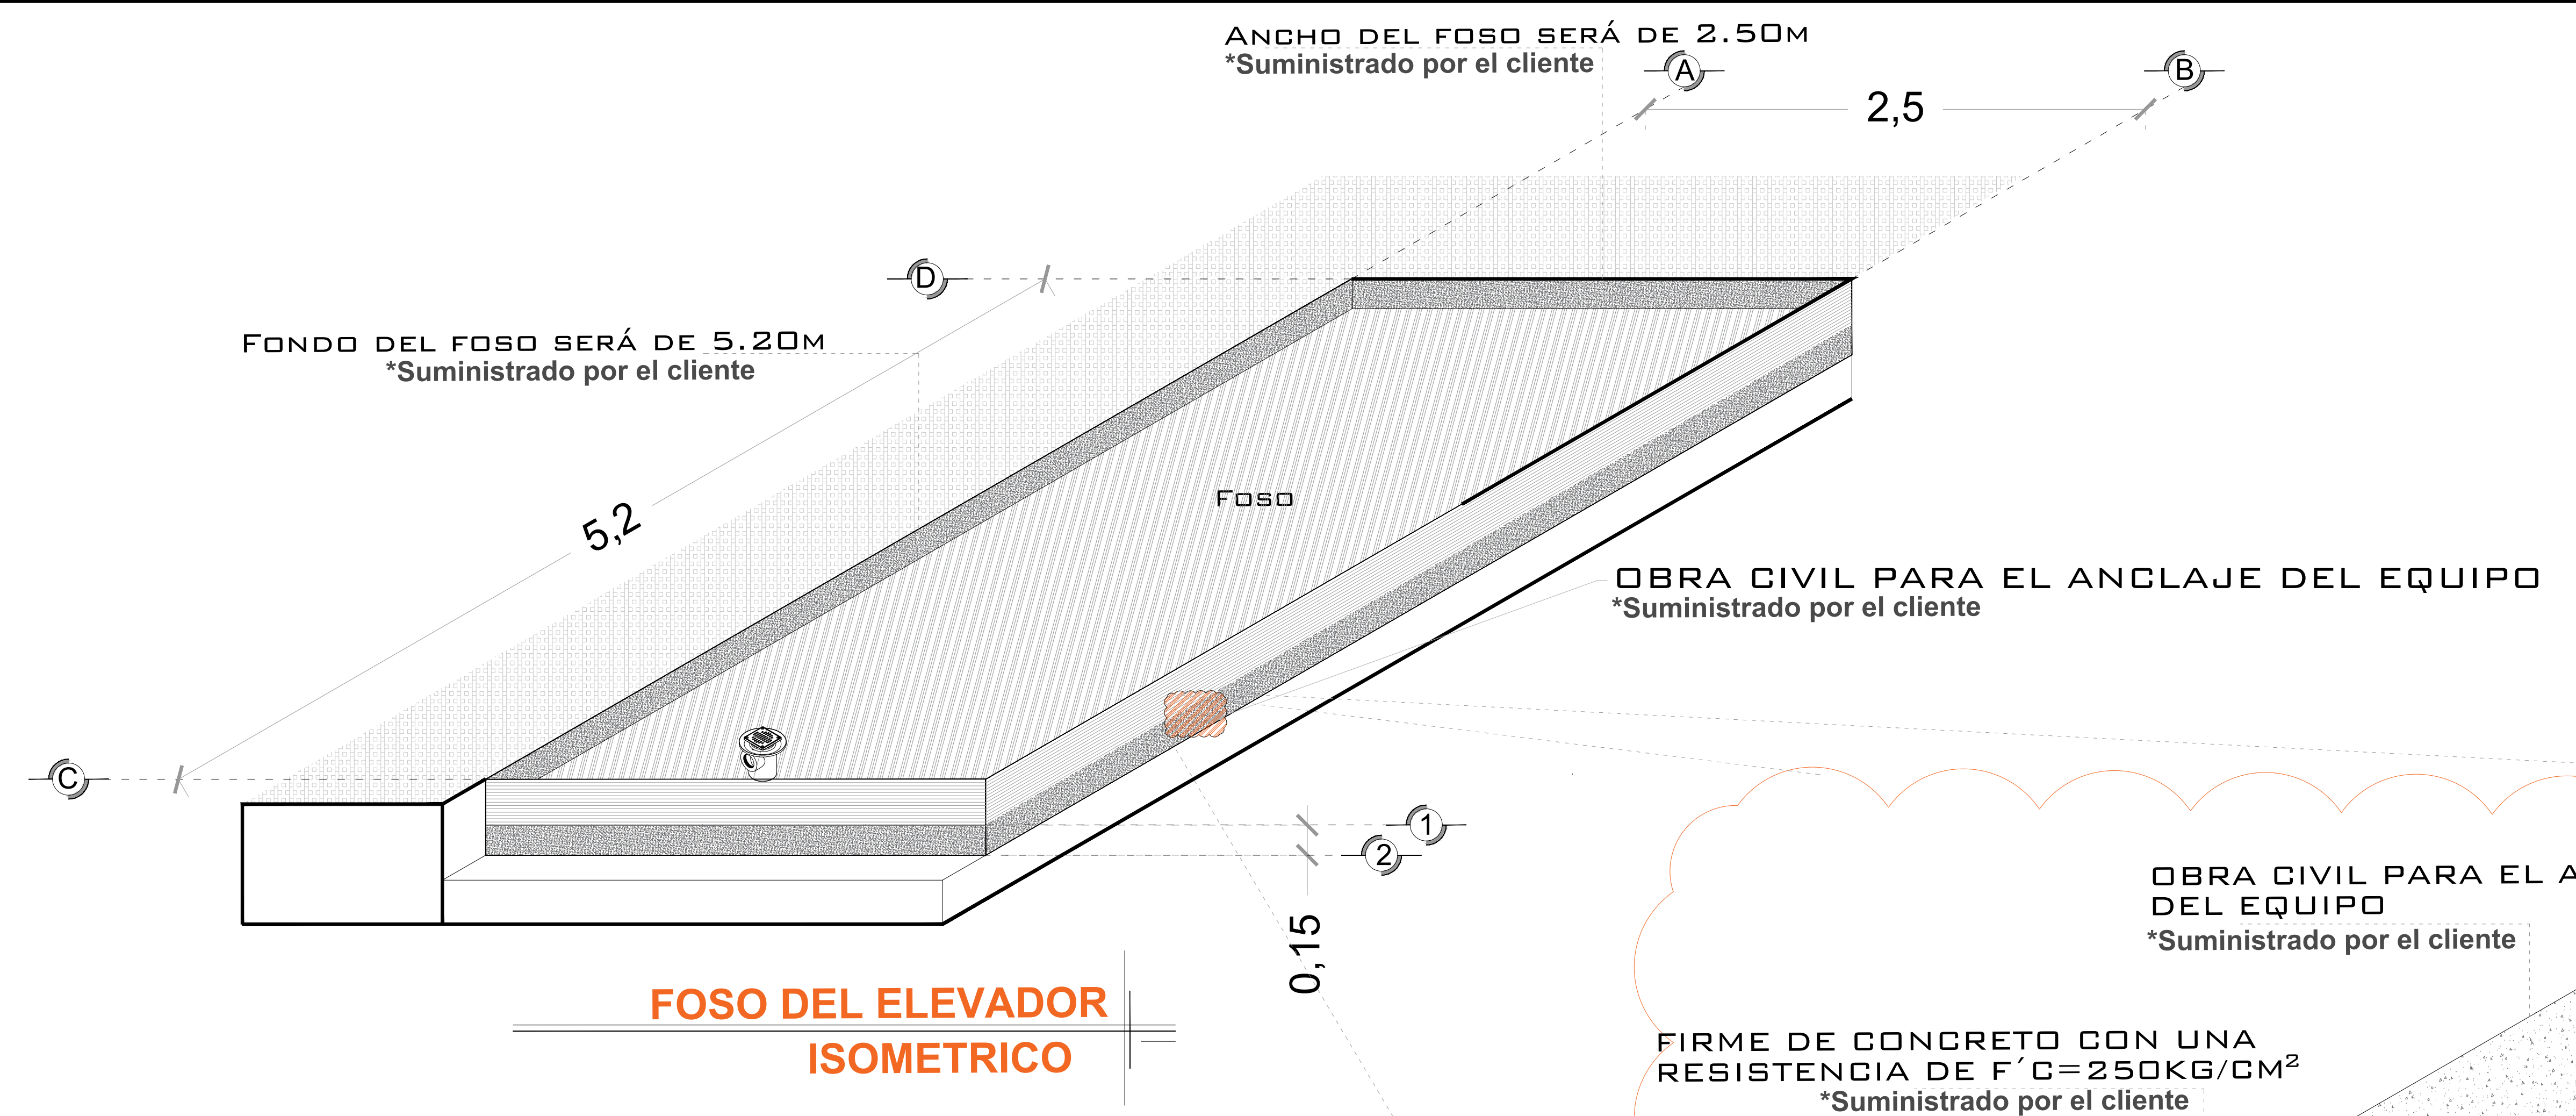 ANCHO DEL FOSO SERÁ DE 2.50M
*Suministrado por el cliente
A
B
2,5
D
FONDO DEL FOSO SERÁ DE 5.20M
*Suministrado por el cliente
5,2
FOSO
OBRA CIVIL PARA EL ANCLAJE DEL EQUIPO
*Suministrado por el cliente
C
1
2
0,15
OBRA CIVIL PARA EL
DEL EQUIPO
*Suministrado por el cliente
FOSO DEL ELEVADOR
ISOMETRICO
FIRME DE CONCRETO CON UNA
RESISTENCIA DE F´C=250KG/CM²
*Suministrado por el cliente